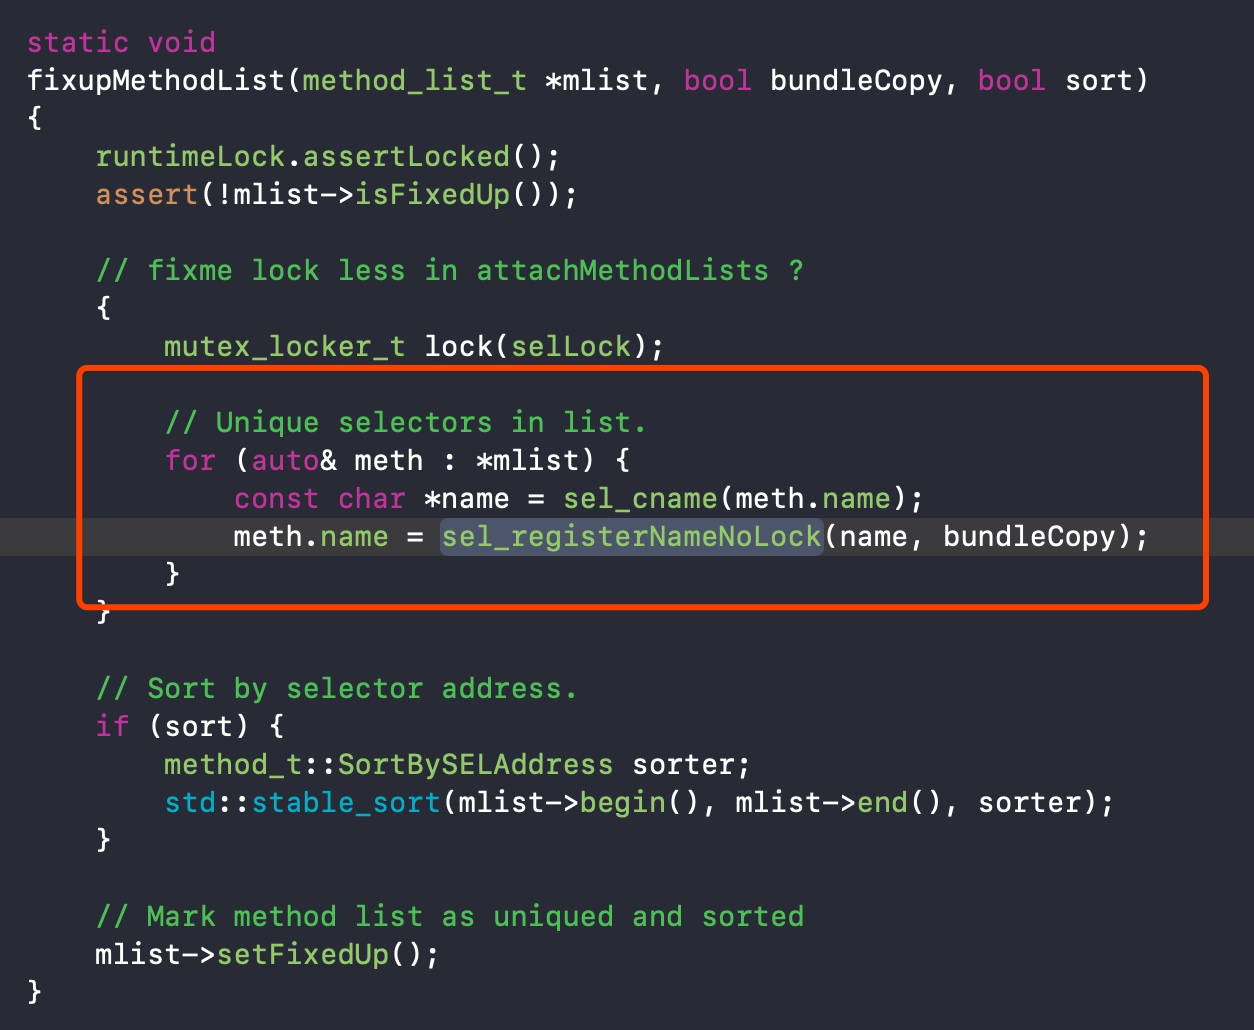 static void
fixupMethodList(method_list_t *mlist, bool bundleCopy, bool sort)
{
    runtimeLock.assertLocked();
    assert(!mlist->isFixedUp());

    // fixme lock less in attachMethodLists ?
    {
        mutex_locker_t lock(selLock);

        // Unique selectors in list.
        for (auto& meth : *mlist) {
            const char *name = sel_cname(meth.name);
            meth.name = sel_registerNameNoLock(name, bundleCopy);
        }
    }

    // Sort by selector address.
    if (sort) {
        method_t::SortBySELAddress sorter;
        std::stable_sort(mlist->begin(), mlist->end(), sorter);
    }

    // Mark method list as uniqued and sorted
    mlist->setFixedUp();
}